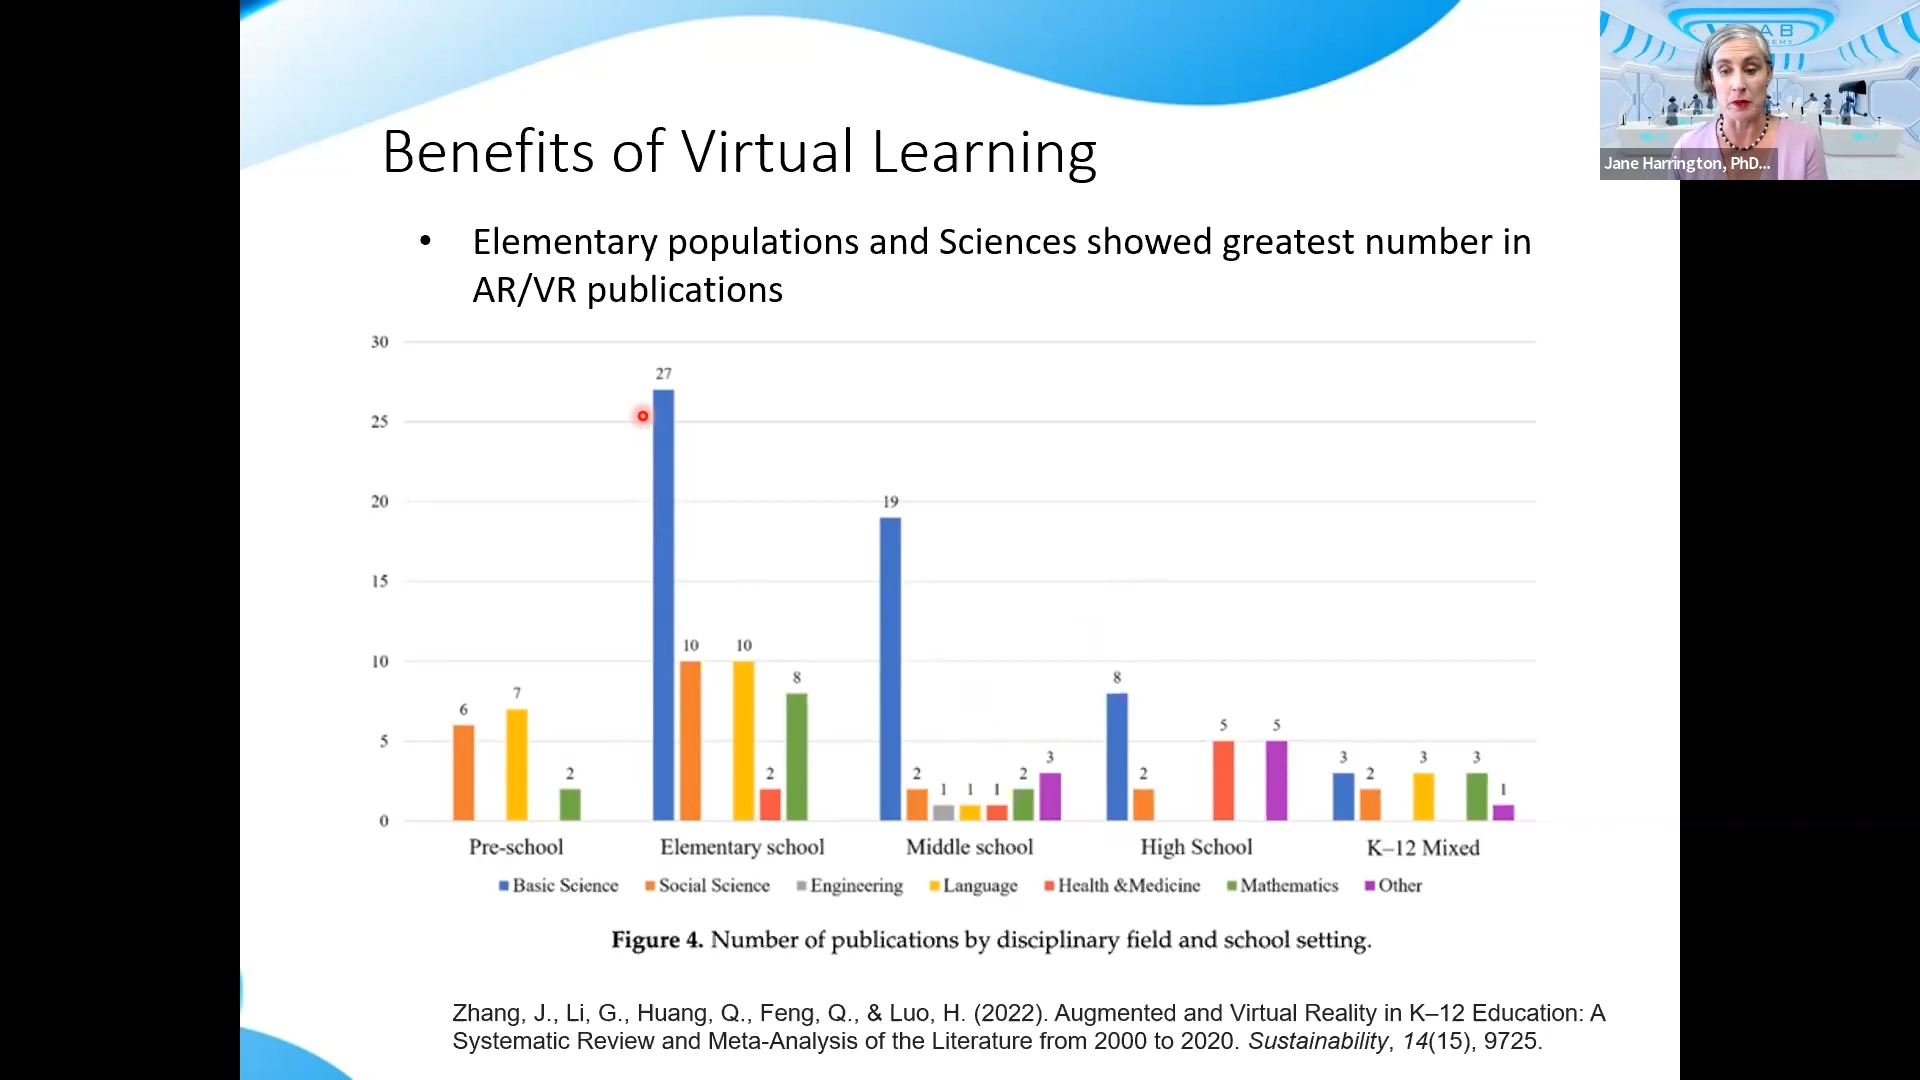 Benefits of Virtual Learning
• Elementary populations and Sciences showed greatest number in
AR/VR publications
30
25
20
15
10
5
0
6
7
2
27
10
10
2
8
19
2
1
1
1
2
3
8
2
5
5
3
2
3
3
1
Pre-school
Elementary school
Middle school
High School
K–12 Mixed
Basic Science Social Science Engineering Language Health &Medicine Mathematics Other
Figure 4. Number of publications by disciplinary field and school setting.
Zhang, J., Li, G., Huang, Q., Feng, Q., & Luo, H. (2022). Augmented and Virtual Reality in K–12 Education: A
Systematic Review and Meta-Analysis of the Literature from 2000 to 2020. Sustainability, 14(15), 9725.
Jane Harrington, PhD...